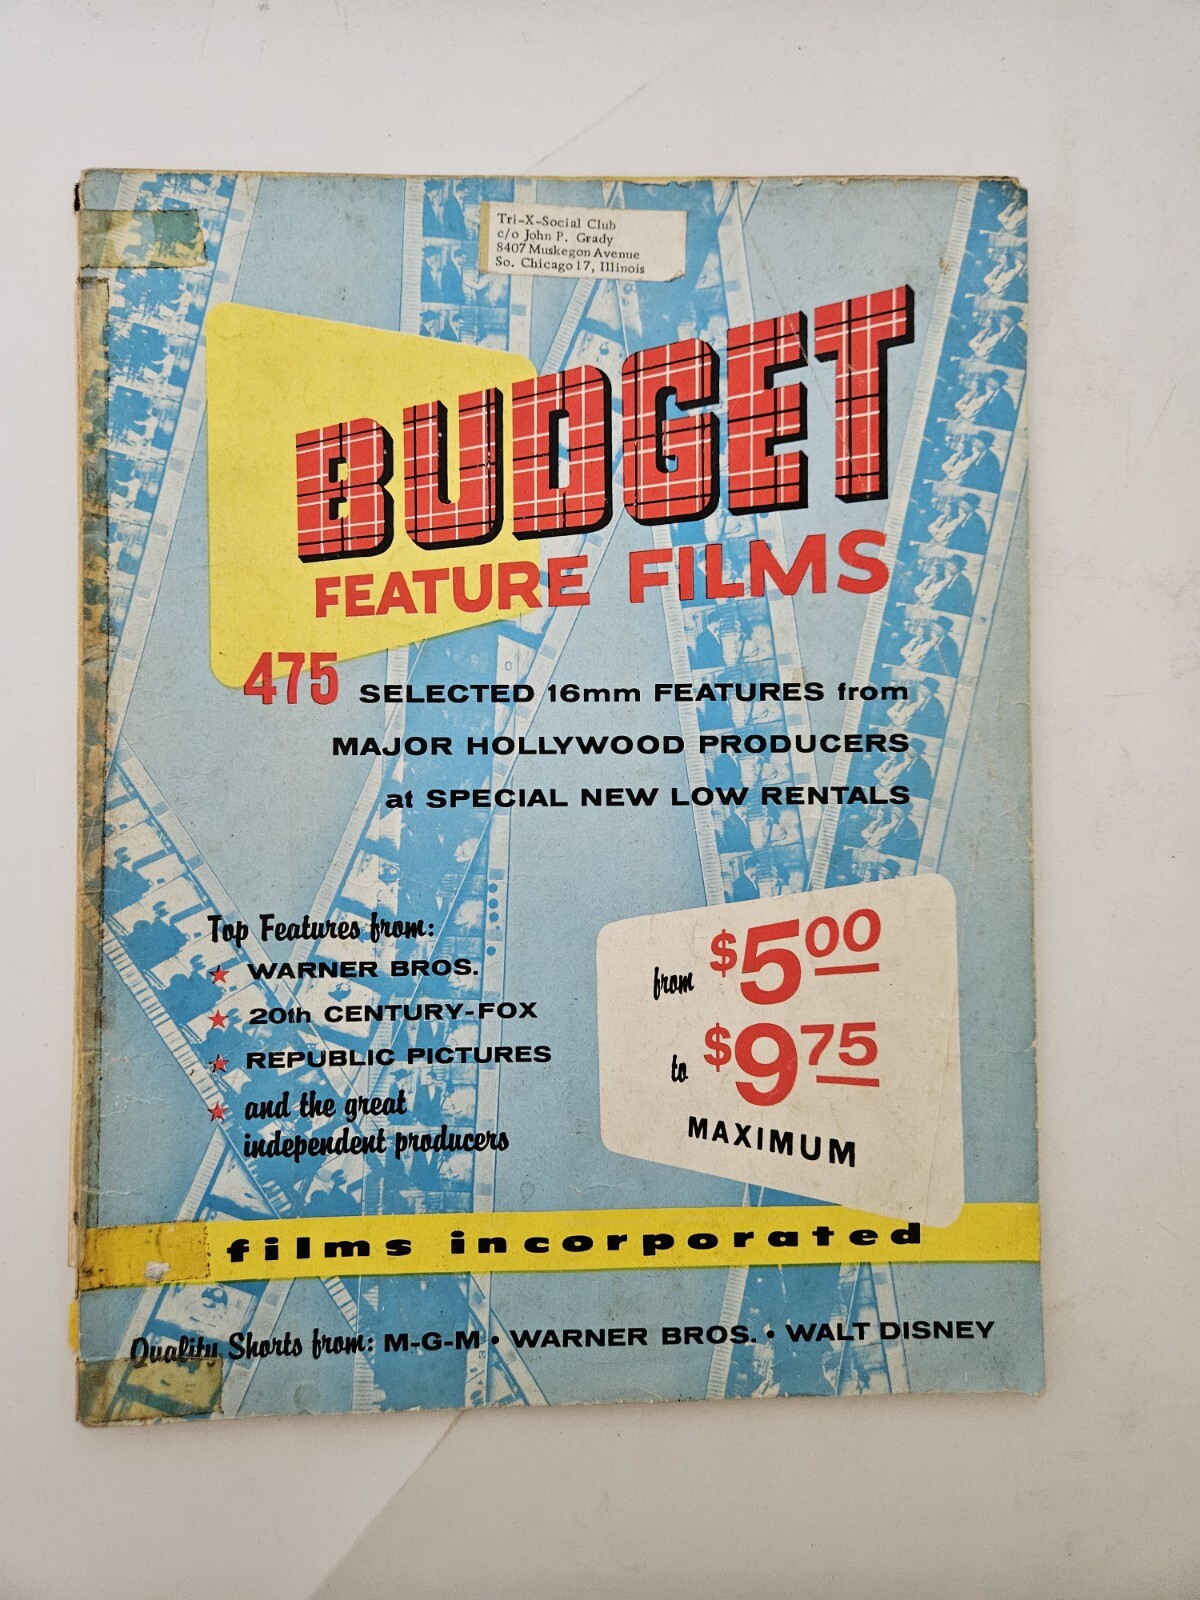 Tri-X-Social Club
c/o John P. Grady
8407 Muskegon Avenue
So. Chicago 17, Illinois
BUDGET
FEATURE FILMS
475 SELECTED 16mm FEATURES from
MAJOR HOLLYWOOD PRODUCERS
at SPECIAL NEW LOW RENTALS
Top Features from:
WARNER BROS.
20th CENTURY-FOX
REPUBLIC PICTURES
and the great
independent producers
from $5.00
to $9.75
MAXIMUM
films incorporated
Quality Shorts from: M-G-M • WARNER BROS. • WALT DISNEY